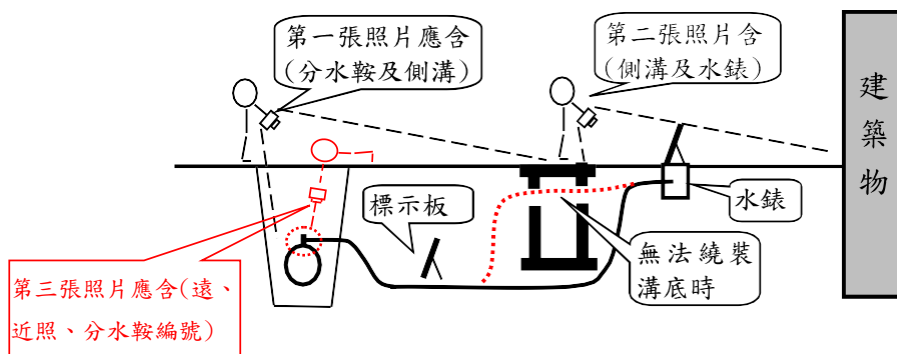 第一張照片應含
(分水鞍及側溝)
第二張照片含
(側溝及水錶)
建
築
物
標示板
水錶
無法繞裝
溝底時
第三張照片應含(遠、
近照、分水鞍編號)